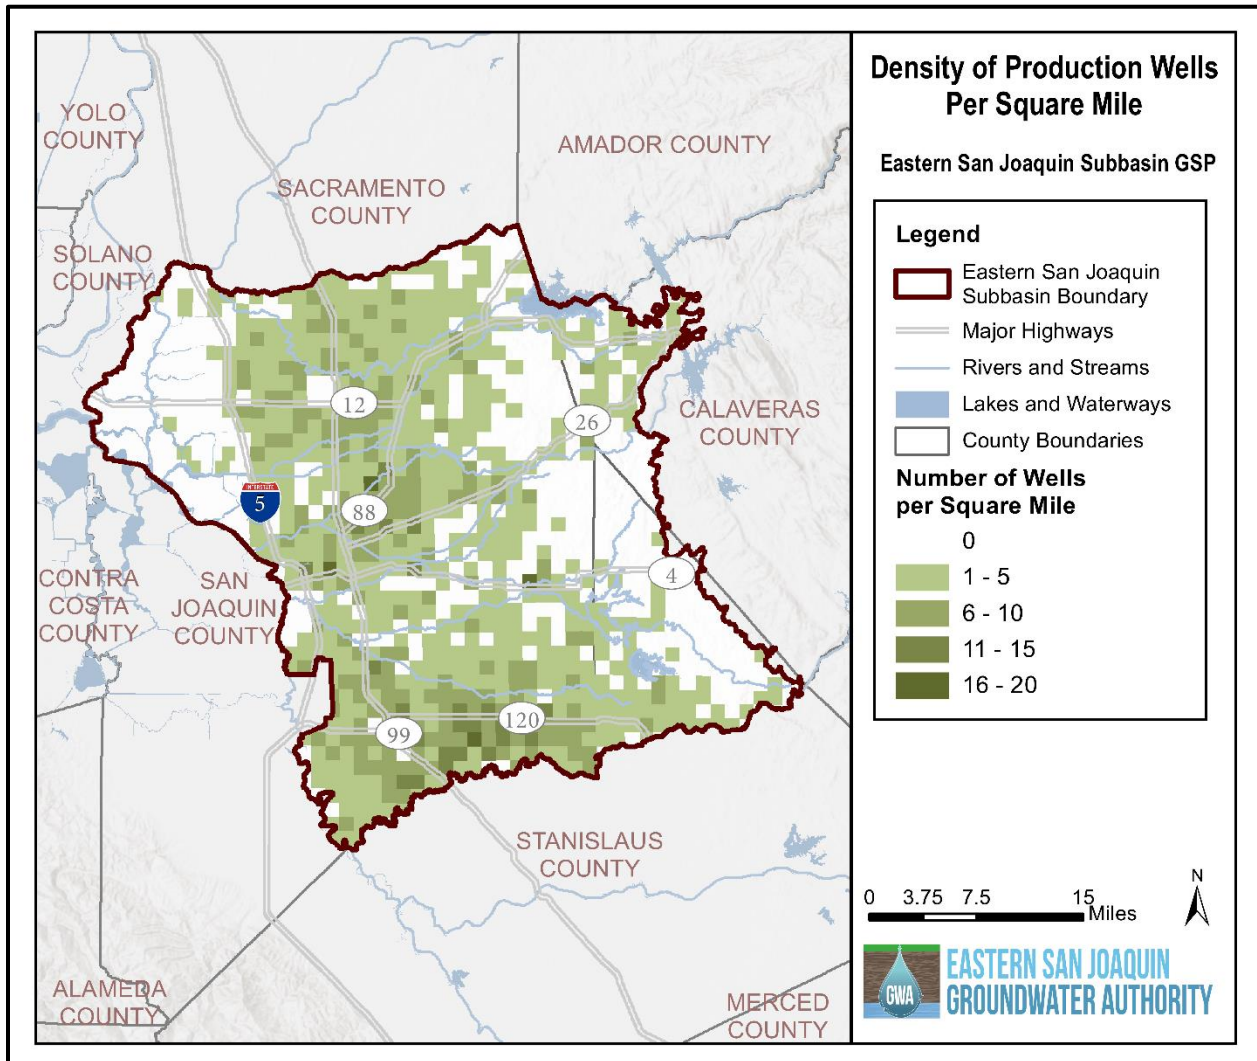 YOLO
COUNTY
AMADOR COUNTY
SACRAMENTO
COUNTY
SOLANO
COUNTY
12
26
CALAVERAS
COUNTY
INTERSTATE
5
88
4
CONTRA
COSTA
COUNTY
SAN
JOAQUIN
COUNTY
120
99
STANISLAUS
COUNTY
ALAMEDA
COUNTY
MERCED
COUNTY
Density of Production Wells
Per Square Mile
Eastern San Joaquin Subbasin GSP
Legend
Eastern San Joaquin
Subbasin Boundary
Major Highways
Rivers and Streams
Lakes and Waterways
County Boundaries
Number of Wells
per Square Mile
0
1 - 5
6 - 10
11 - 15
16 - 20
N
0 3.75 7.5 15
Miles
GWA
EASTERN SAN JOAQUIN
GROUNDWATER AUTHORITY